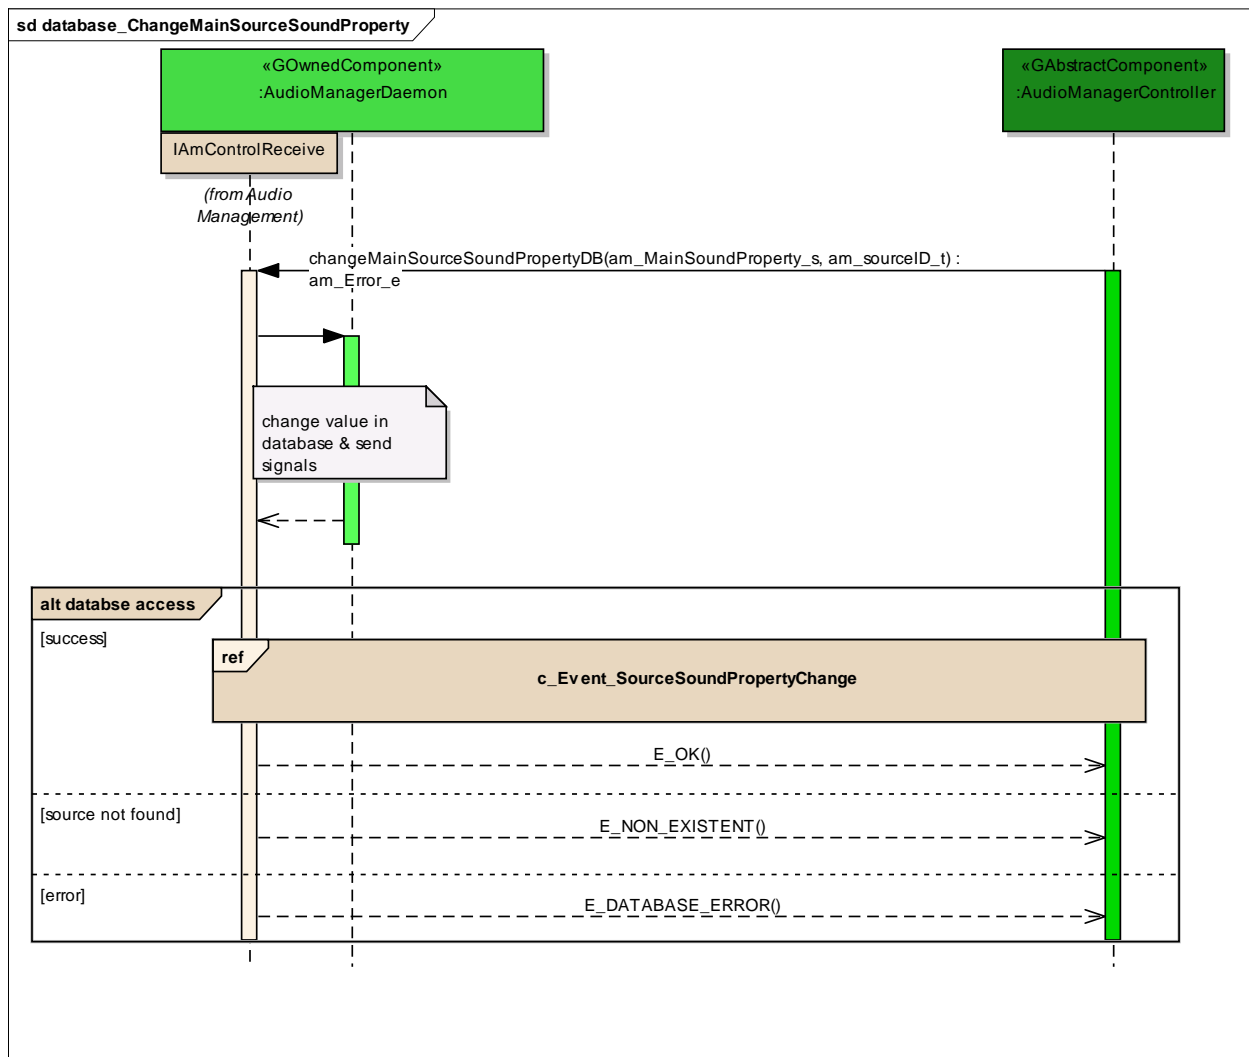 sd database_ChangeMainSourceSoundProperty
«GOwnedComponent»
:AudioManagerDaemon
«GAbstractComponent»
:AudioManagerController
IAmControlReceive
(from Audio
Management)
changeMainSourceSoundPropertyDB(am_MainSoundProperty_s, am_sourceID_t) :
am_Error_e
change value in
database & send
signals
alt databse access
[success]
ref
c_Event_SourceSoundPropertyChange
E_OK()
[source not found]
E_NON_EXISTENT()
[error]
E_DATABASE_ERROR()